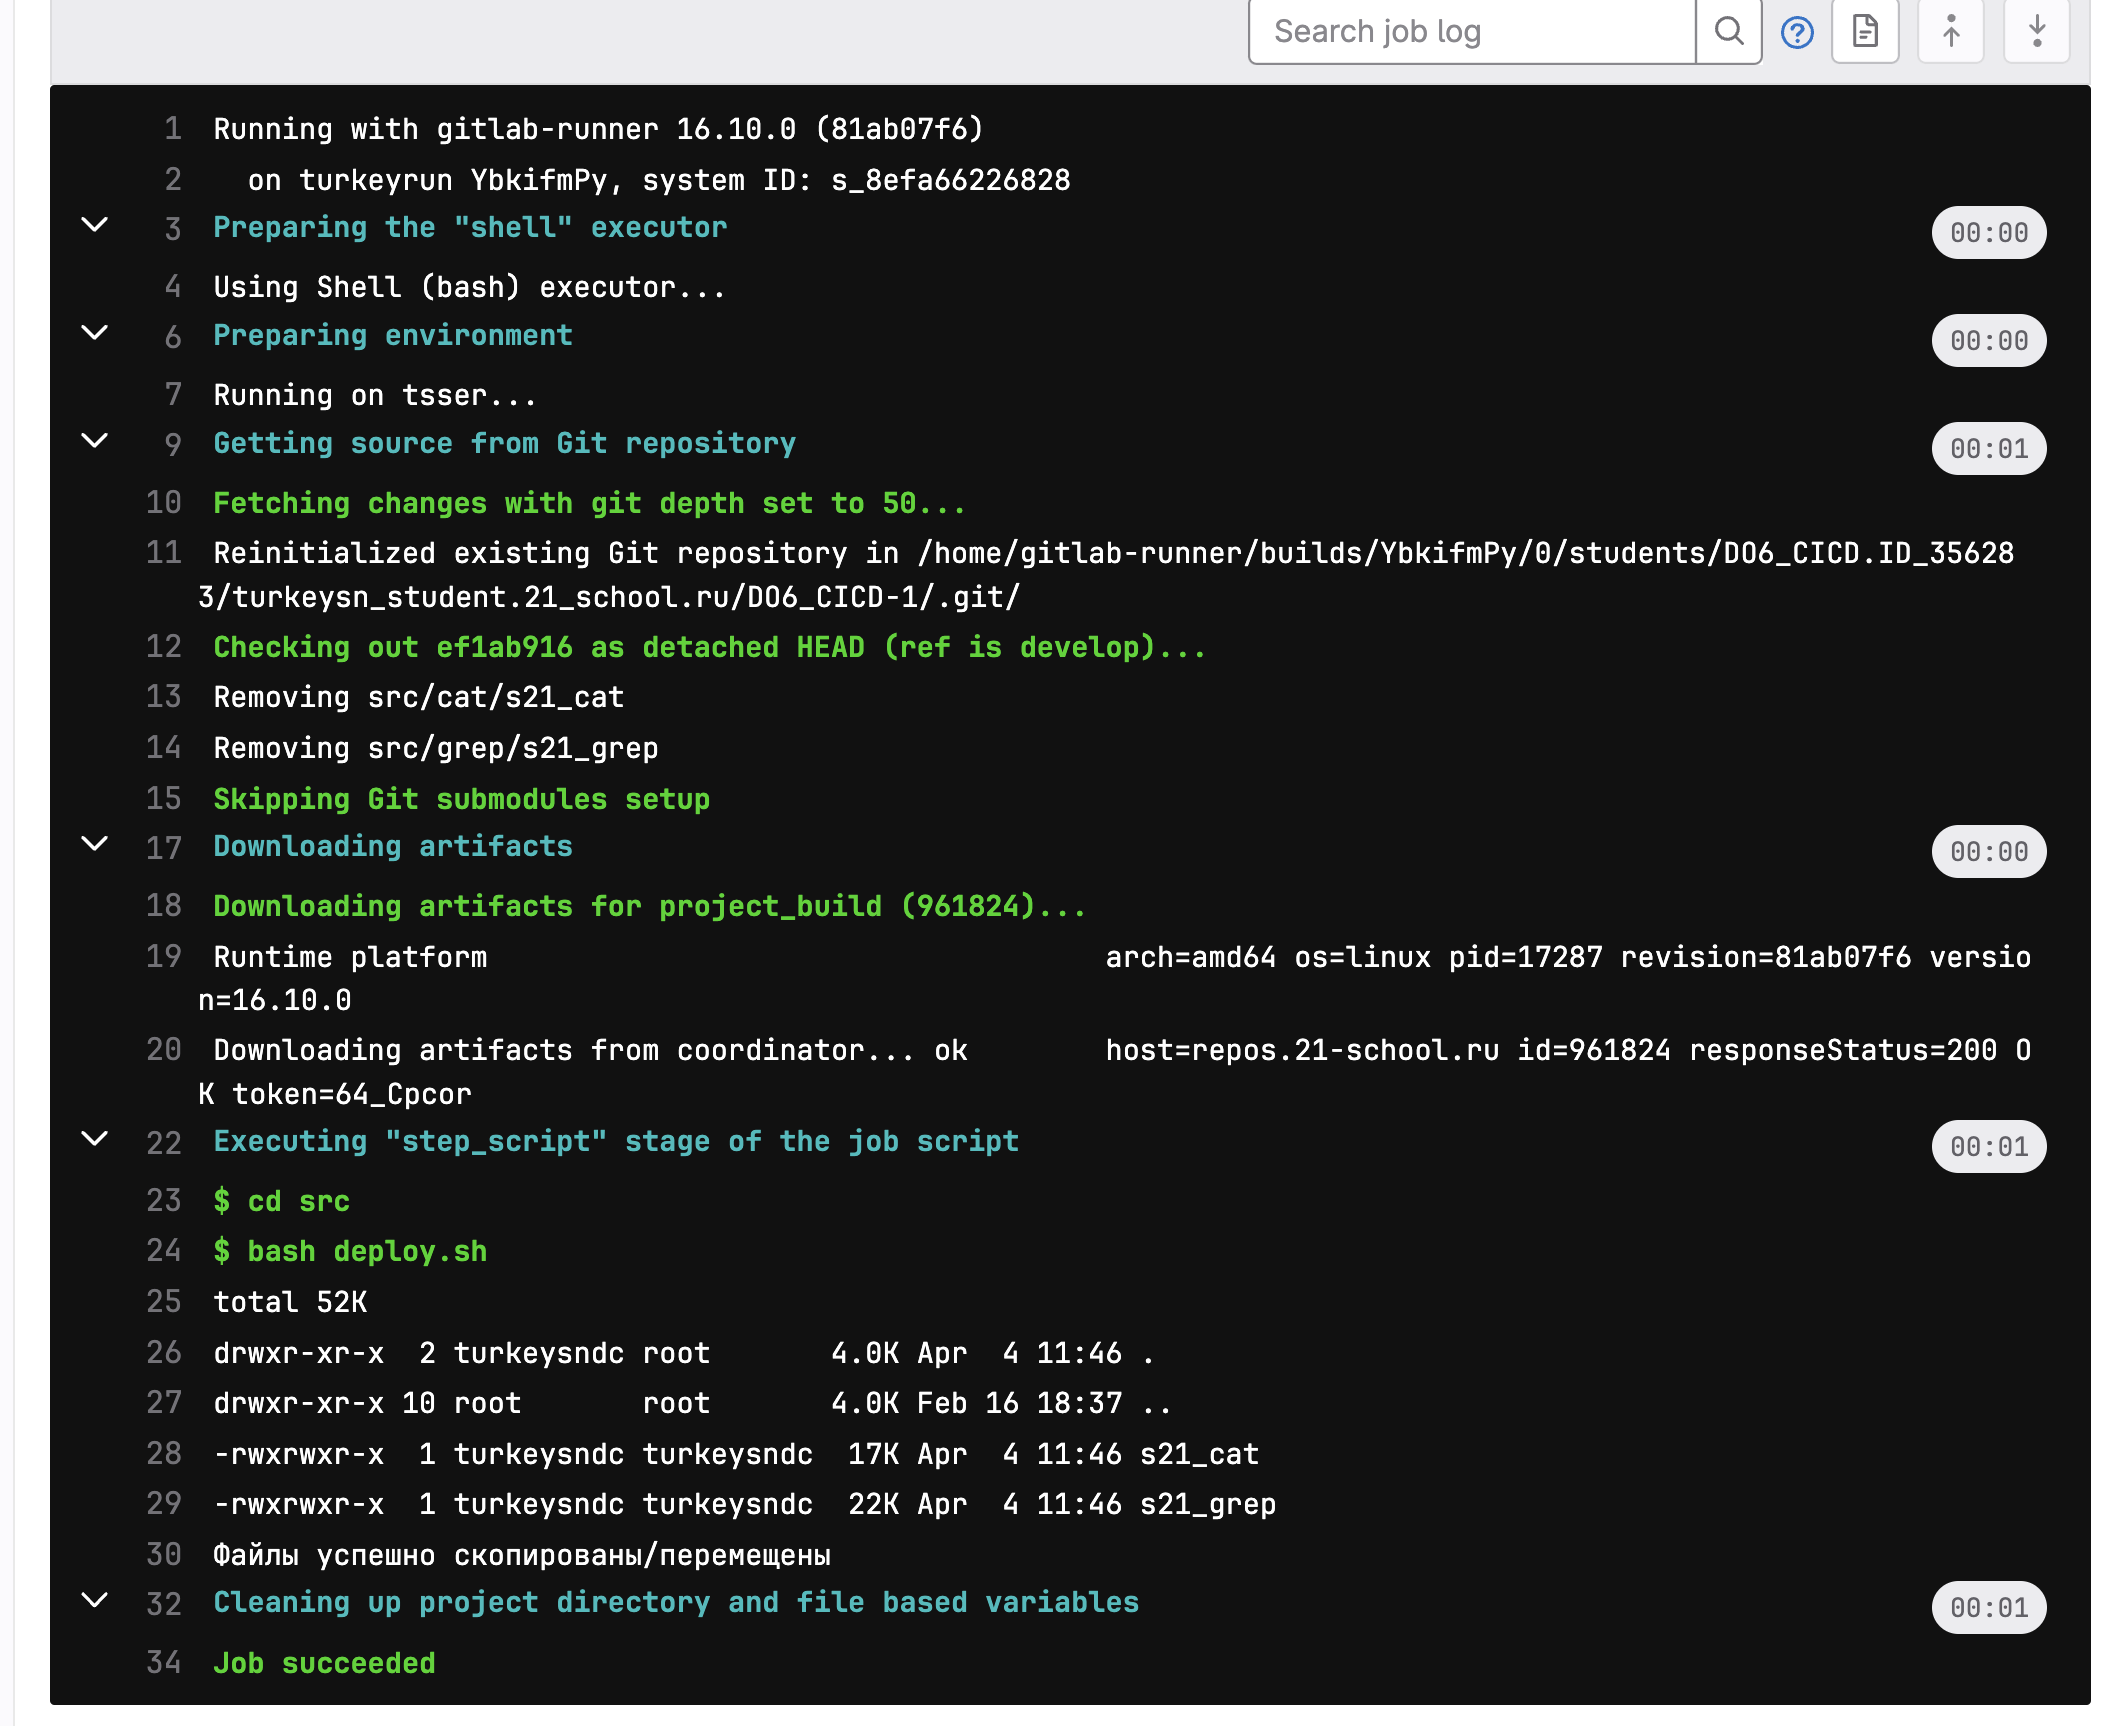 Search job log
1 Running with gitlab-runner 16.10.0 (81ab07f6)
2 on turkeyrun YbkifmPy, system ID: s_8efa66226828
3 Preparing the "shell" executor 00:00
4 Using Shell (bash) executor...
6 Preparing environment 00:00
7 Running on tsser...
9 Getting source from Git repository 00:01
10 Fetching changes with git depth set to 50...
11 Reinitialized existing Git repository in /home/gitlab-runner/builds/YbkifmPy/0/students/DO6_CICD.ID_35628
3/turkeysn_student.21_school.ru/DO6_CICD-1/.git/
12 Checking out ef1ab916 as detached HEAD (ref is develop)...
13 Removing src/cat/s21_cat
14 Removing src/grep/s21_grep
15 Skipping Git submodules setup
17 Downloading artifacts 00:00
18 Downloading artifacts for project_build (961824)...
19 Runtime platform arch=amd64 os=linux pid=17287 revision=81ab07f6 versio
n=16.10.0
20 Downloading artifacts from coordinator... ok host=repos.21-school.ru id=961824 responseStatus=200 O
K token=64_Cpcor
22 Executing "step_script" stage of the job script 00:01
23 $ cd src
24 $ bash deploy.sh
25 total 52K
26 drwxr-xr-x 2 turkeysndc root 4.0K Apr 4 11:46 .
27 drwxr-xr-x 10 root root 4.0K Feb 16 18:37 ..
28 -rwxrwxr-x 1 turkeysndc turkeysndc 17K Apr 4 11:46 s21_cat
29 -rwxrwxr-x 1 turkeysndc turkeysndc 22K Apr 4 11:46 s21_grep
30 Файлы успешно скопированы/перемещены
32 Cleaning up project directory and file based variables 00:01
34 Job succeeded